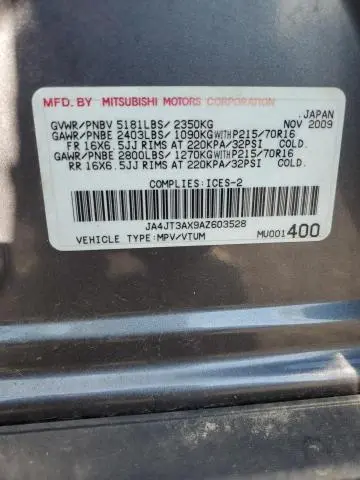 MFD.BY MITSUBISHI MOTORS CORPORATION
JAPAN
GVWR/PNBV 5181LBS/2350KG NOV 2009
GAWR/PNBE 2403LBS/1090KG WITH P215/70R16
FR 16X6.5JJ RIMS AT 220KPA/32PSI COLD.
GAWR/PNBE 2800LBS/1270KG WITH P215/70R16
RR 16X6.5JJ RIMS AT 220KPA/32PSI COLD.
COMPLIES:ICES-2
JA4JT3AX9AZ603528
VEHICLE TYPE:MPV/VTUM MU001400